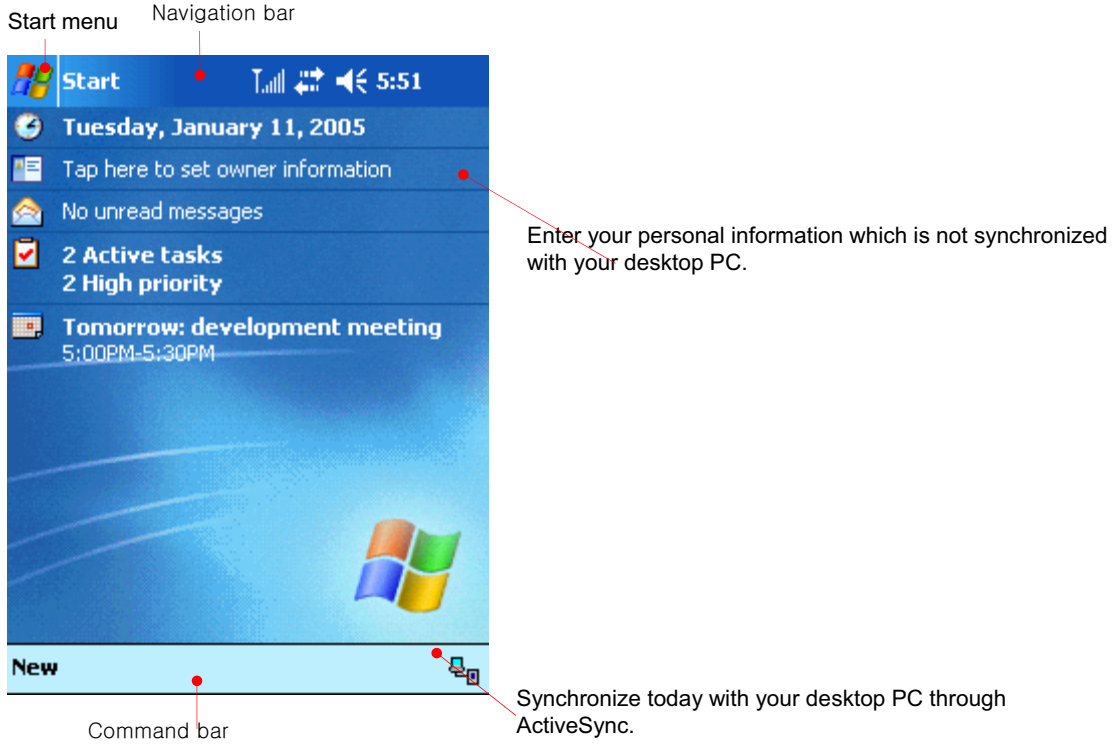 Start menu
Navigation bar
Start
5:51
Tuesday, January 11, 2005
Tap here to set owner information
No unread messages
2 Active tasks
2 High priority
Tomorrow: development meeting
5:00PM-5:30PM
Enter your personal information which is not synchronized
with your desktop PC.
New
Synchronize today with your desktop PC through
ActiveSync.
Command bar